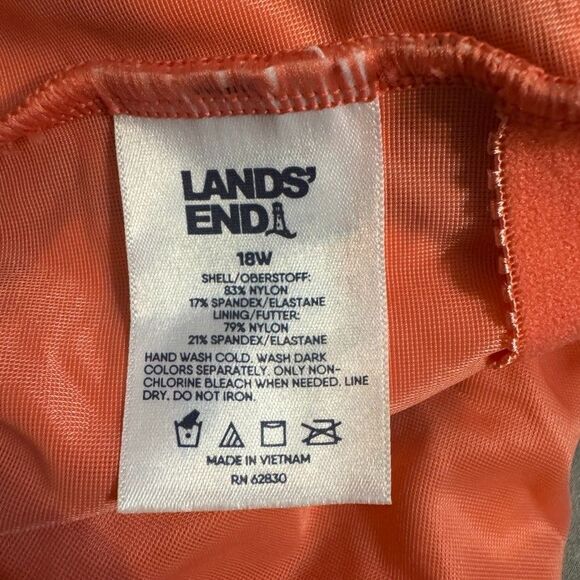 LANDS'
END
18W
SHELL/OBERSTOFF:
83% NYLON
17% SPANDEX/ELASTANE
LINING/FUTTER:
79% NYLON
21% SPANDEX/ELASTANE
HAND WASH COLD. WASH DARK
COLORS SEPARATELY. ONLY NON-
CHLORINE BLEACH WHEN NEEDED. LINE
DRY. DO NOT IRON.
MADE IN VIETNAM
RN 62830